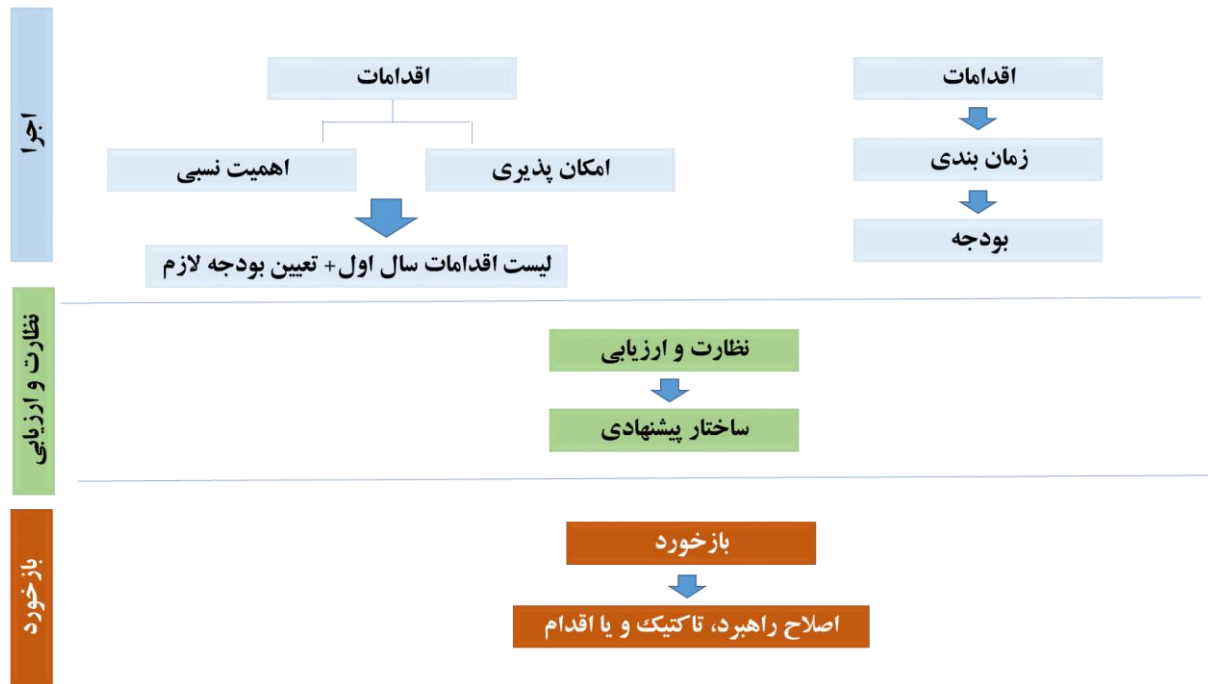 اجرا
اقدامات
اقدامات
زمان بندی
امکان پذیری
اهمیت نسبی
بودجه
لیست اقدامات سال اول+ تعیین بودجه لازم
نظارت و ارزیابی
نظارت و ارزیابی
ساختار پیشنهادی
بازخورد
بازخورد
اصلاح راهبرد، تاکتیک و یا اقدام